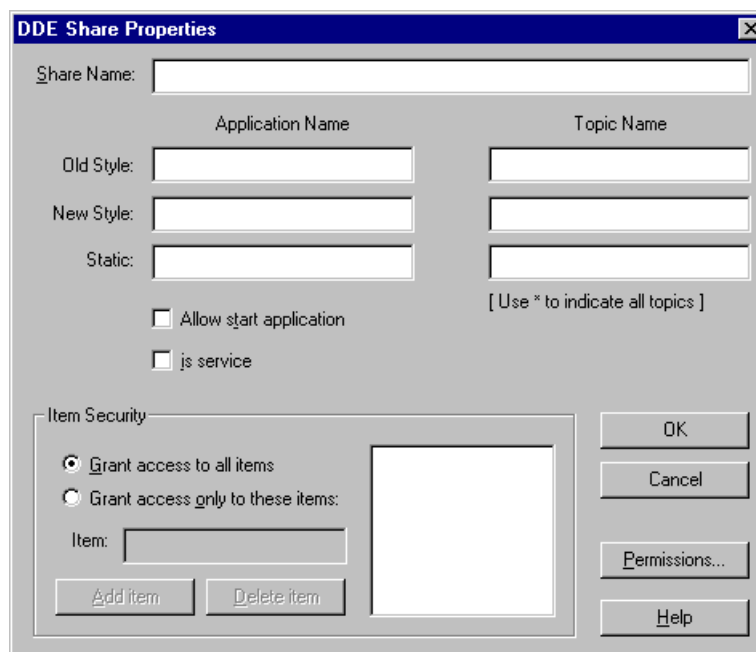 DDE Share Properties
Share Name:
Application Name Topic Name
Old Style:
New Style:
Static:
[ Use * to indicate all topics ]
Allow start application
is service
Item Security
Grant access to all items
Grant access only to these items:
Item:
Add item Delete item
OK
Cancel
Permissions...
Help